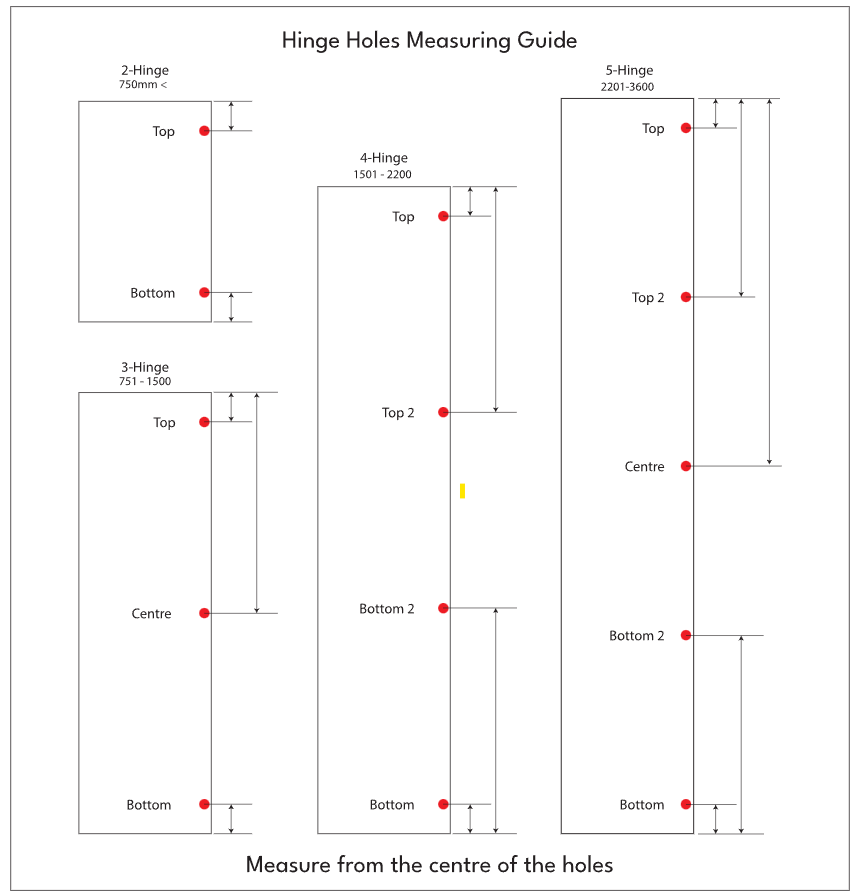 Hinge Holes Measuring Guide
2-Hinge
750mm <
Top
Bottom
3-Hinge
751 - 1500
Top
Centre
Bottom
4-Hinge
1501 - 2200
Top
Top 2
Bottom 2
Bottom
5-Hinge
2201-3600
Top
Top 2
Centre
Bottom 2
Bottom
Measure from the centre of the holes